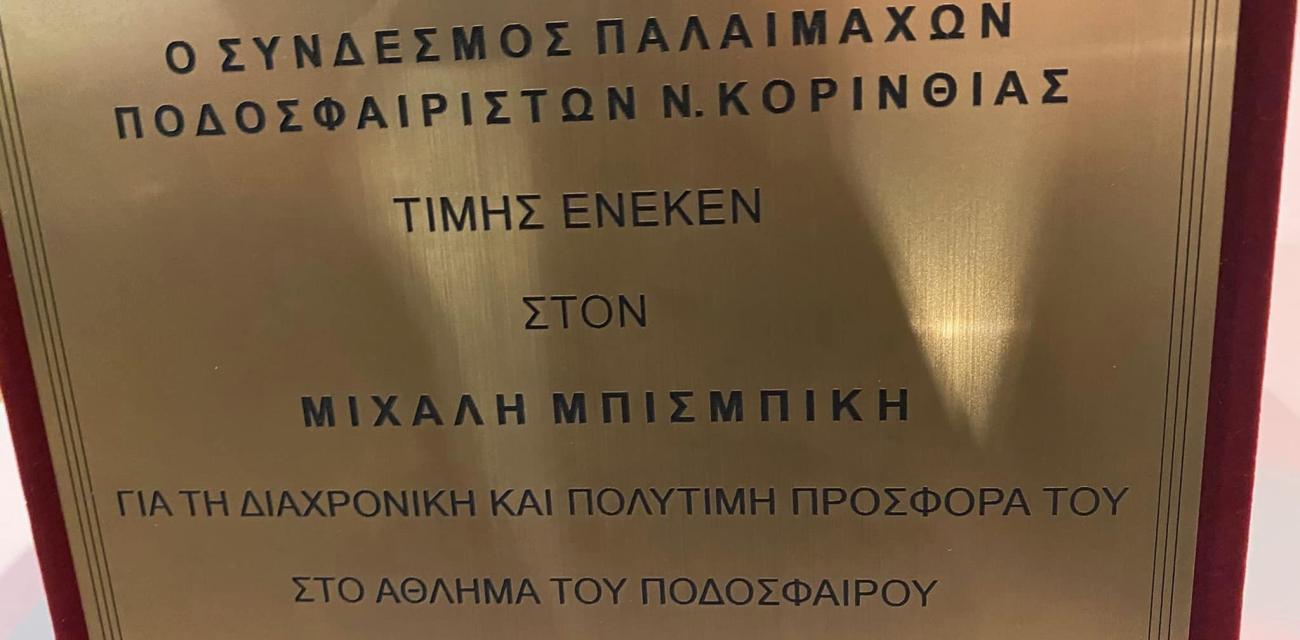 Ο ΣΥΝΔΕΣΜΟΣ ΠΑΛΑΙΜΑΧΩΝ
ΠΟΔΟΣΦΑΙΡΙΣΤΩΝ Ν. ΚΟΡΙΝΘΙΑΣ
ΤΙΜΗΣ ΕΝΕΚΕΝ
ΣΤΟΝ
ΜΙΧΑΛΗ ΜΠΙΣΜΠΙΚΗ
ΓΙΑ ΤΗ ΔΙΑΧΡΟΝΙΚΗ ΚΑΙ ΠΟΛΥΤΙΜΗ ΠΡΟΣΦΟΡΑ ΤΟΥ
ΣΤΟ ΑΘΛΗΜΑ ΤΟΥ ΠΟΔΟΣΦΑΙΡΟΥ